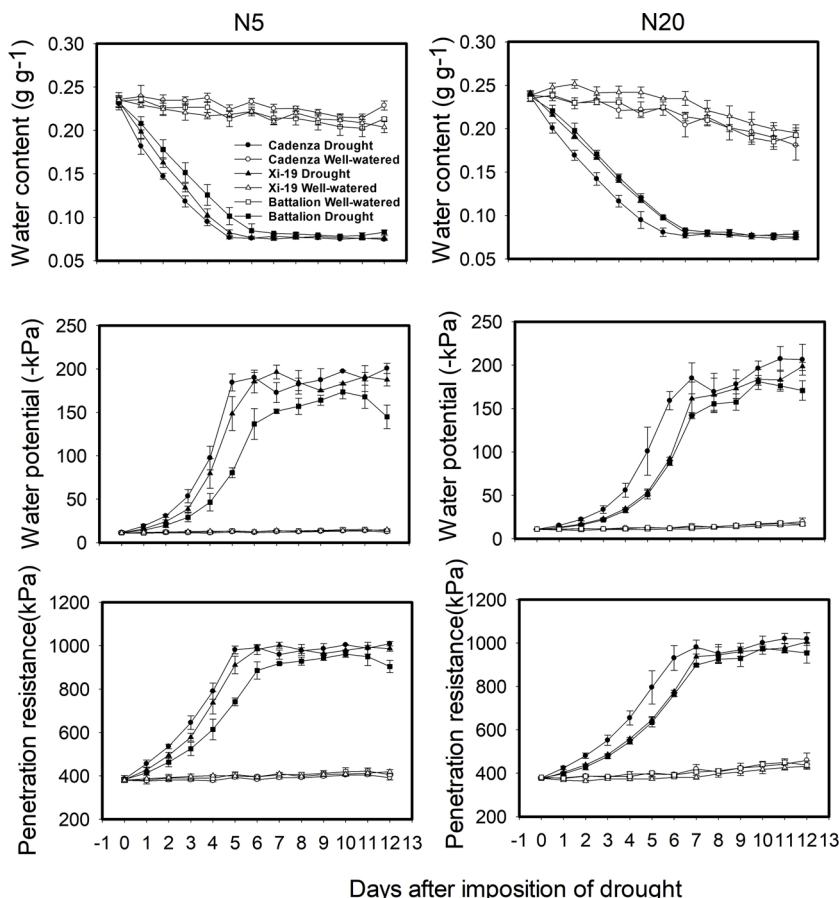 N5
N20
Water content (g g-1)
0.30
0.25
0.20
0.15
0.10
0.05
Cadenza Drought
Cadenza Well-watered
Xi-19 Drought
Xi-19 Well-watered
Battalion Well-watered
Battalion Drought
Water content (g g-1)
0.30
0.25
0.20
0.15
0.10
0.05
Water potential (-kPa)
250
200
150
100
50
0
Water potential (-kPa)
250
200
150
100
50
0
Penetration resistance(kPa)
1200
1000
800
600
400
200
-1 0 1 2 3 4 5 6 7 8 9 10 11 12 13
Penetration resistance(kPa)
1200
1000
800
600
400
200
-1 0 1 2 3 4 5 6 7 8 9 10 11 12 13
Days after imposition of drought